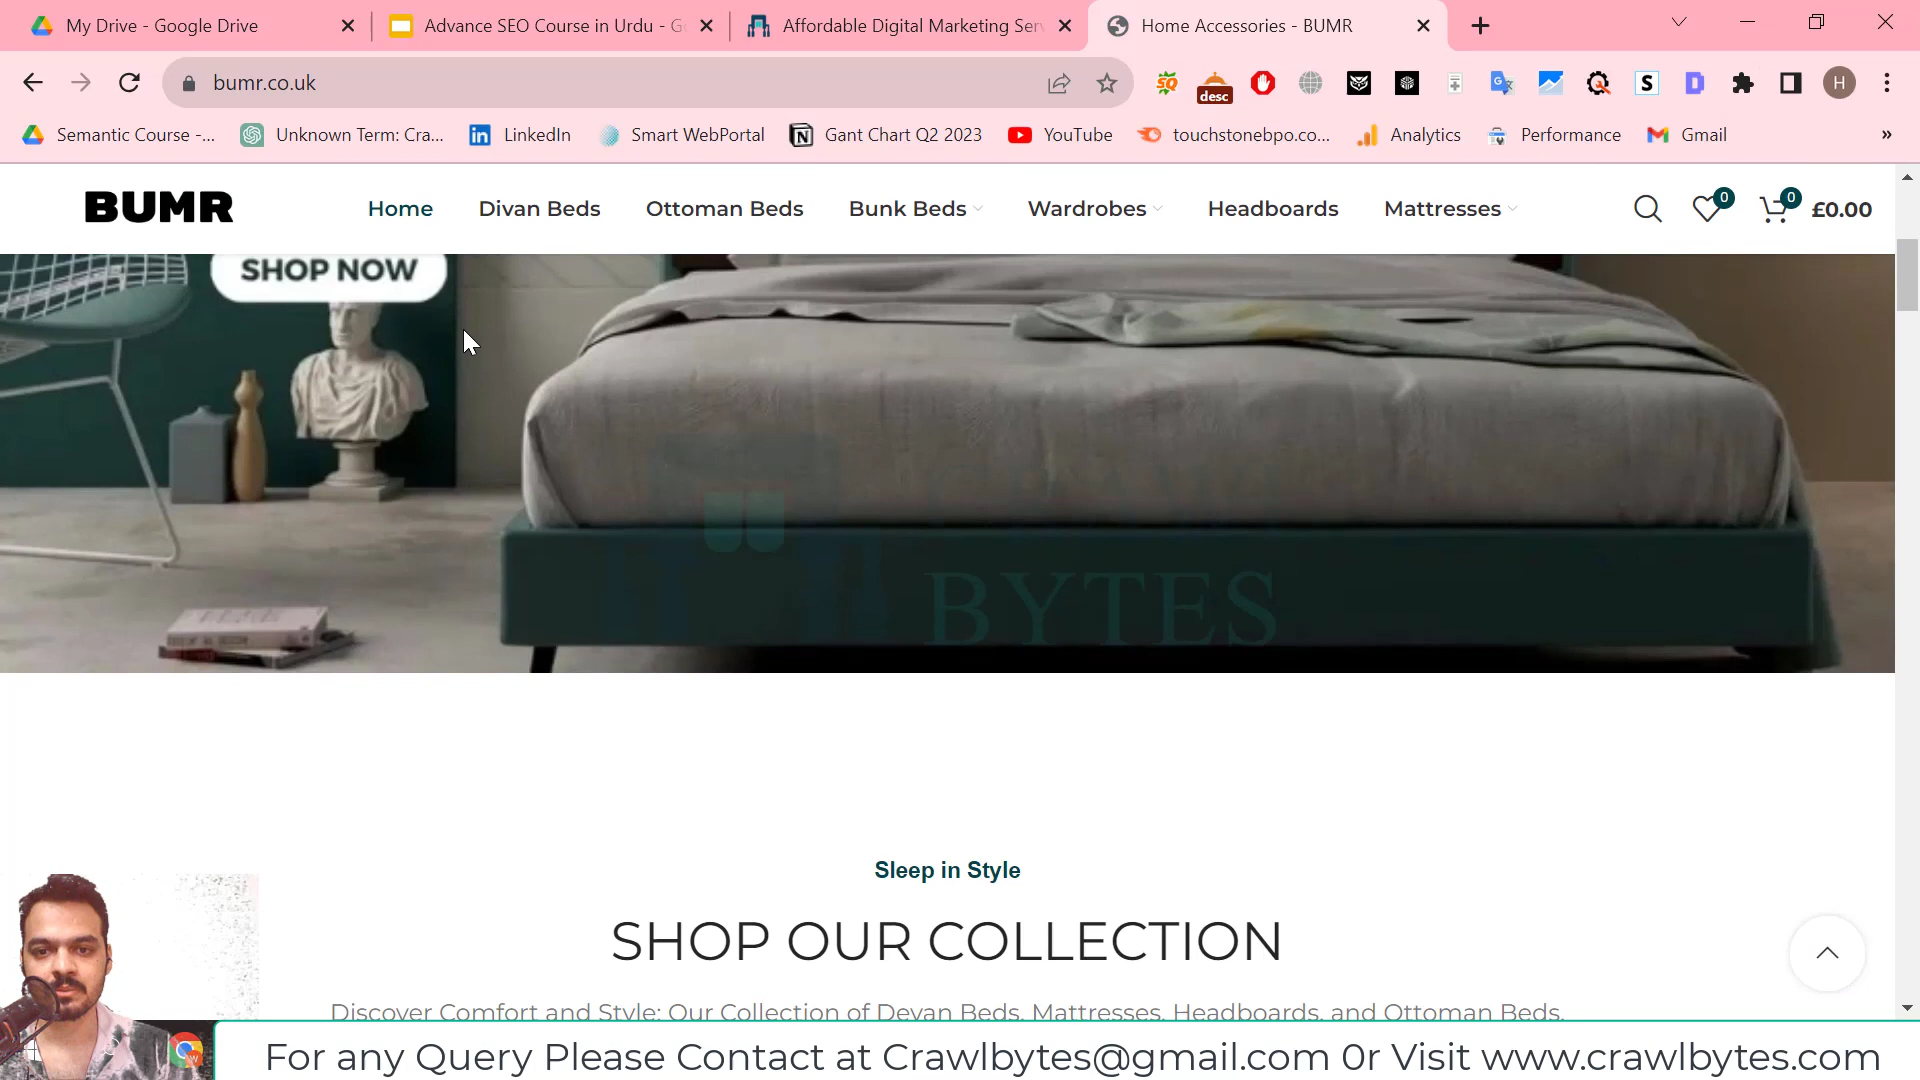 My Drive - Google Drive
Advance SEO Course in Urdu - G
Affordable Digital Marketing Ser
Home Accessories - BUMR
bumr.co.uk
SQ
desc
S
D
H
Semantic Course -...
Unknown Term: Cra...
LinkedIn
Smart WebPortal
Gant Chart Q2 2023
YouTube
touchstonebpo.co...
Analytics
Performance
Gmail
»
BUMR
Home
Divan Beds
Ottoman Beds
Bunk Beds
Wardrobes
Headboards
Mattresses
0
0
£0.00
SHOP NOW
BYTES
Sleep in Style
SHOP OUR COLLECTION
Discover Comfort and Style: Our Collection of Devan Beds, Mattresses, Headboards, and Ottoman Beds.
For any Query Please Contact at Crawlbytes@gmail.com 0r Visit www.crawlbytes.com